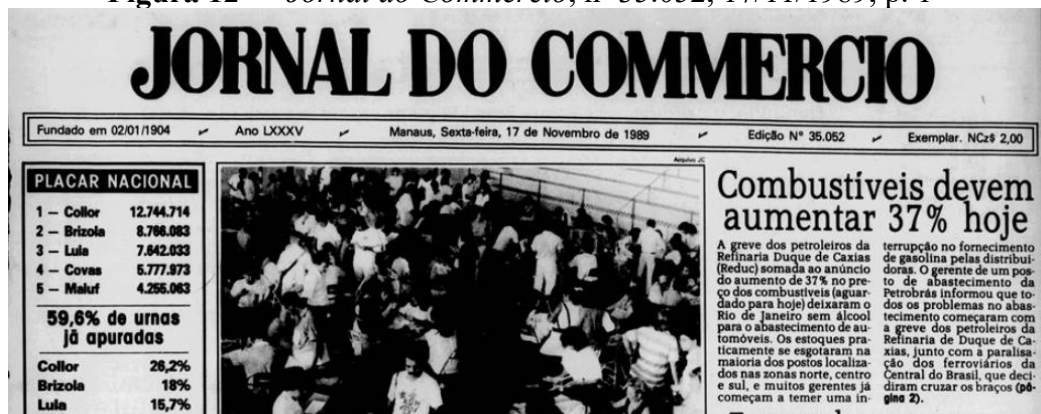 Figura 12 – Jornal do Commercio, nº 35.052, 17/11/1989, p. 1
JORNAL DO COMMERCIO
Fundado em 02/01/1904 Ano LXXXV Manaus, Sexta-feira, 17 de Novembro de 1989 Edição Nº 35.052 Exemplar. NCz$ 2,00
PLACAR NACIONAL
1 — Collor 12.744.714
2 — Brizola 8.766.083
3 — Lula 7.642.033
4 — Covas 5.777.973
5 — Maluf 4.255.063
59,6% de urnas
já apuradas
Collor 26,2%
Brizola 18%
Lula 15,7%
Arquivo JC
Combustíveis devem
aumentar 37% hoje
A greve dos petroleiros da
Refinaria Duque de Caxias
(Reduc) somada ao anúncio
do aumento de 37% no pre-
ço dos combustíveis (aguar-
dado para hoje) deixaram o
Rio de Janeiro sem álcool
para o abastecimento de au-
tomóveis. Os estoques pra-
ticamente se esgotaram na
maioria dos postos localiza-
dos nas zonas norte, centro
e sul, e muitos gerentes já
começam a temer uma in-
terrupção no fornecimento
de gasolina pelas distribui-
doras. O gerente de um pos-
to de abastecimento da
Petrobrás informou que to-
dos os problemas no abas-
tecimento começaram com
a greve dos petroleiros da
Refinaria de Duque de Ca-
xias, junto com a paralisa-
ção dos ferroviários da
Central do Brasil, que deci-
diram cruzar os braços (pá-
gina 2).